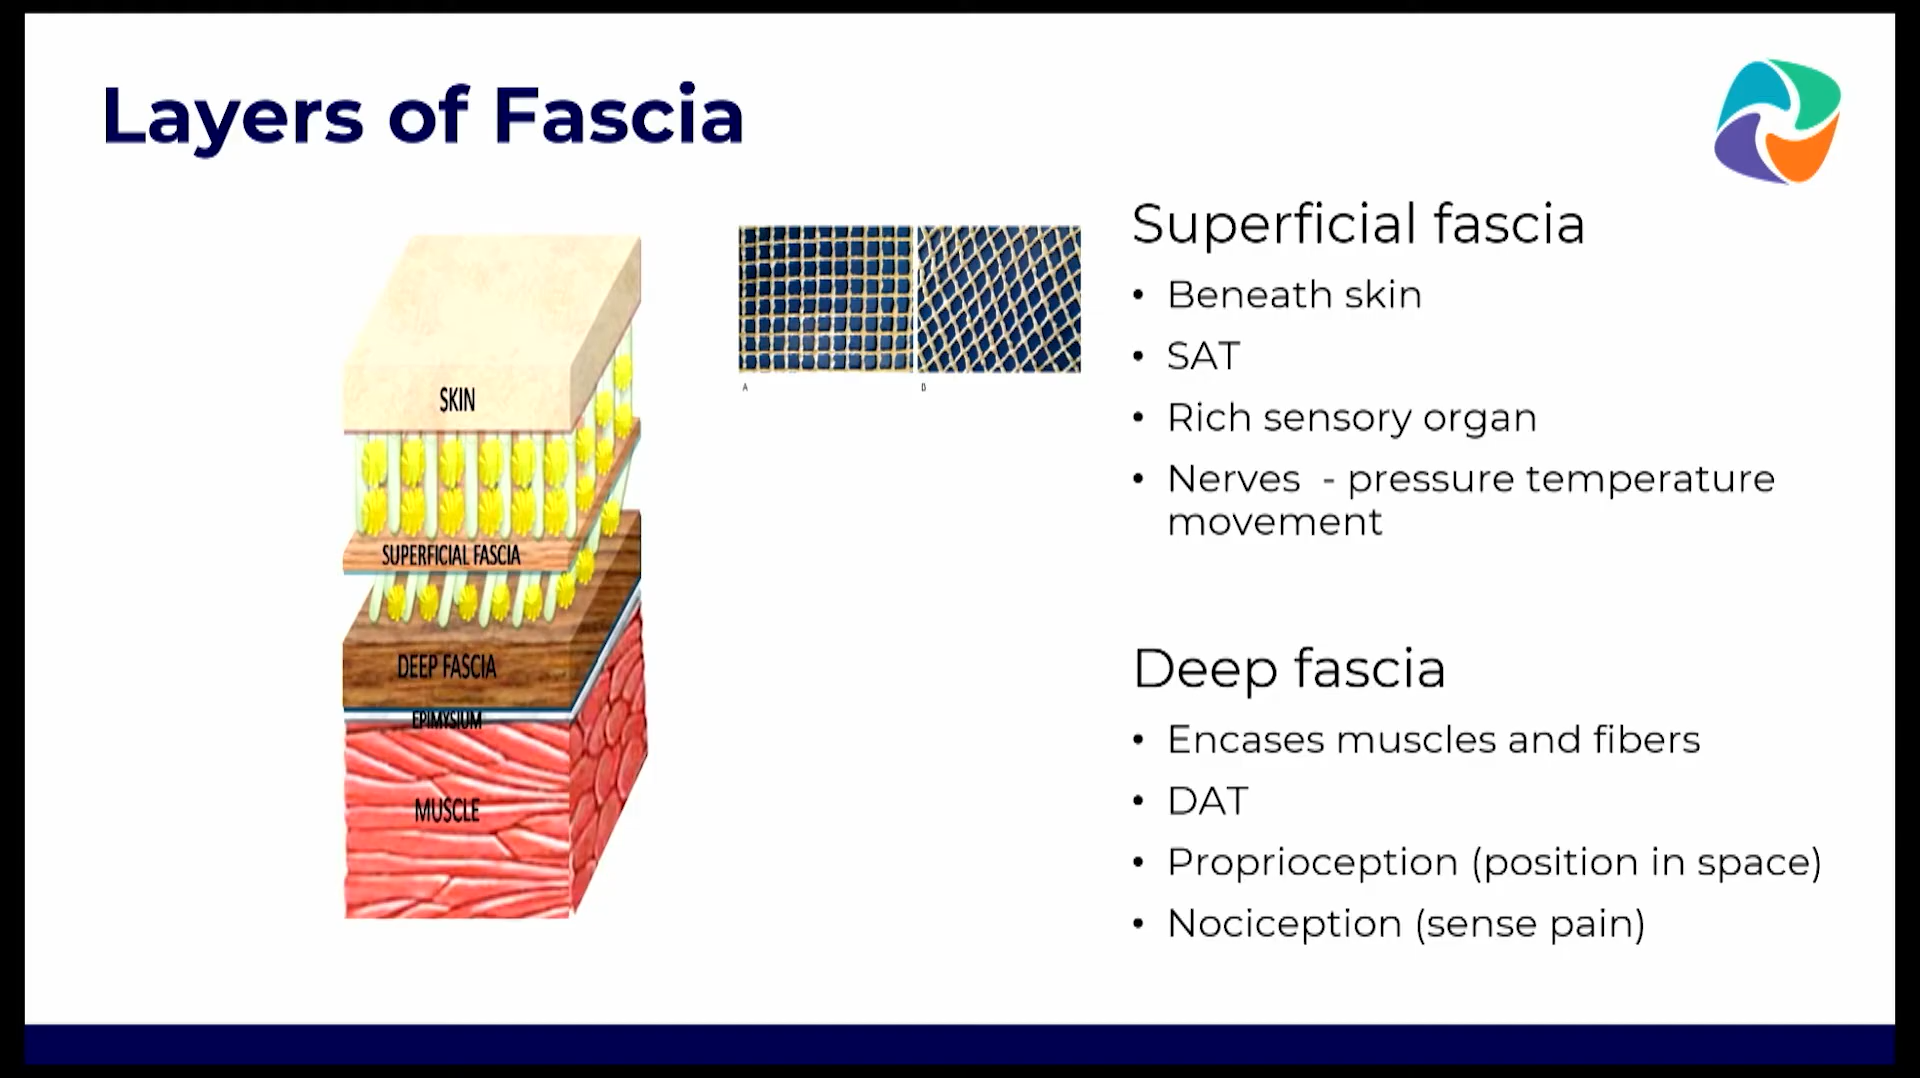 Layers of Fascia
SKIN
SUPERFICIAL FASCIA
DEEP FASCIA
EPIMYSIUM
MUSCLE
A
B
Superficial fascia
• Beneath skin
• SAT
• Rich sensory organ
• Nerves - pressure temperature
movement
Deep fascia
• Encases muscles and fibers
• DAT
• Proprioception (position in space)
• Nociception (sense pain)